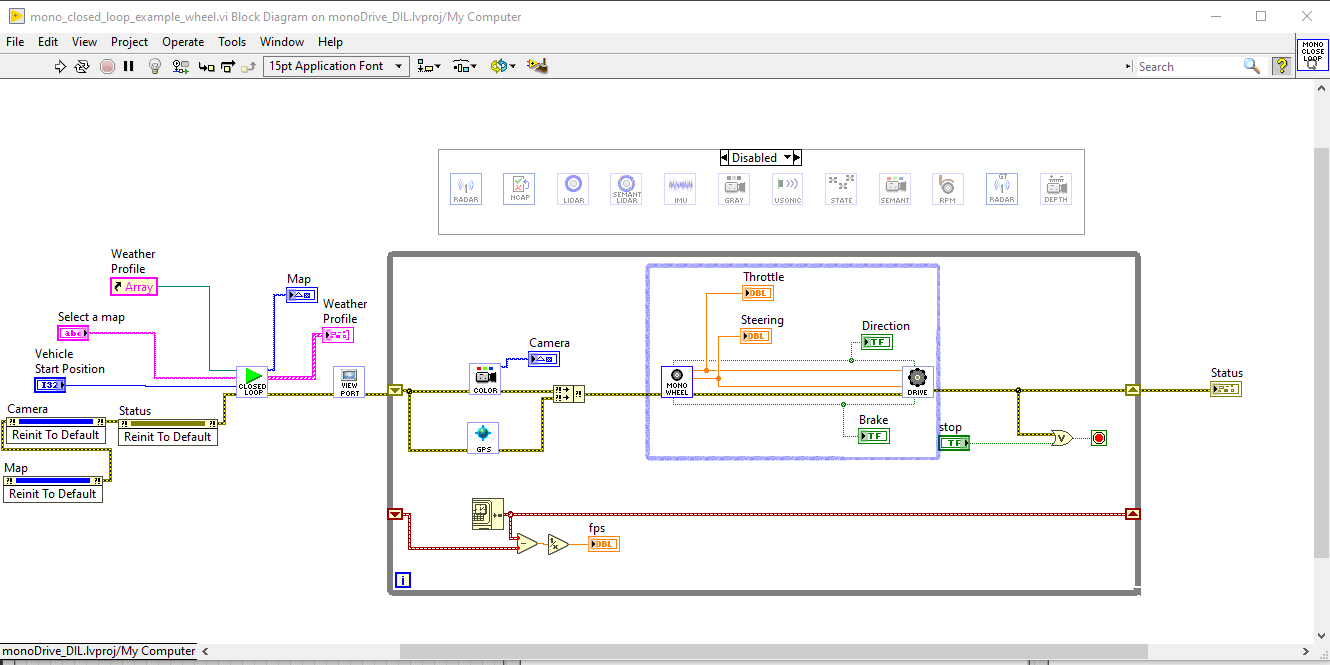 mono_closed_loop_example_wheel.vi Block Diagram on monoDrive_DIL.lvproj/My Computer
File Edit View Project Operate Tools Window Help
15pt Application Font
Search
?
MONO
CLOSE
LOOP
Disabled
RADAR
NCAP
LIDAR
SEMANT
LIDAR
IMU
GRAY
USONIC
STATE
SEMANT
RPM
GT
RADAR
DEPTH
Weather
Profile
Array
Map
Weather
Profile
Select a map
abc
Vehicle
Start Position
I32
CLOSED
LOOP
VIEW
PORT
Camera
Reinit To Default
Status
Reinit To Default
Map
Reinit To Default
Camera
COLOR
GPS
Throttle
DBL
Steering
DBL
Direction
TF
MONO
WHEEL
DRIVE
Brake
TF
stop
TF
V
Status
fps
DBL
1/x
i
monoDrive_DIL.lvproj/My Computer